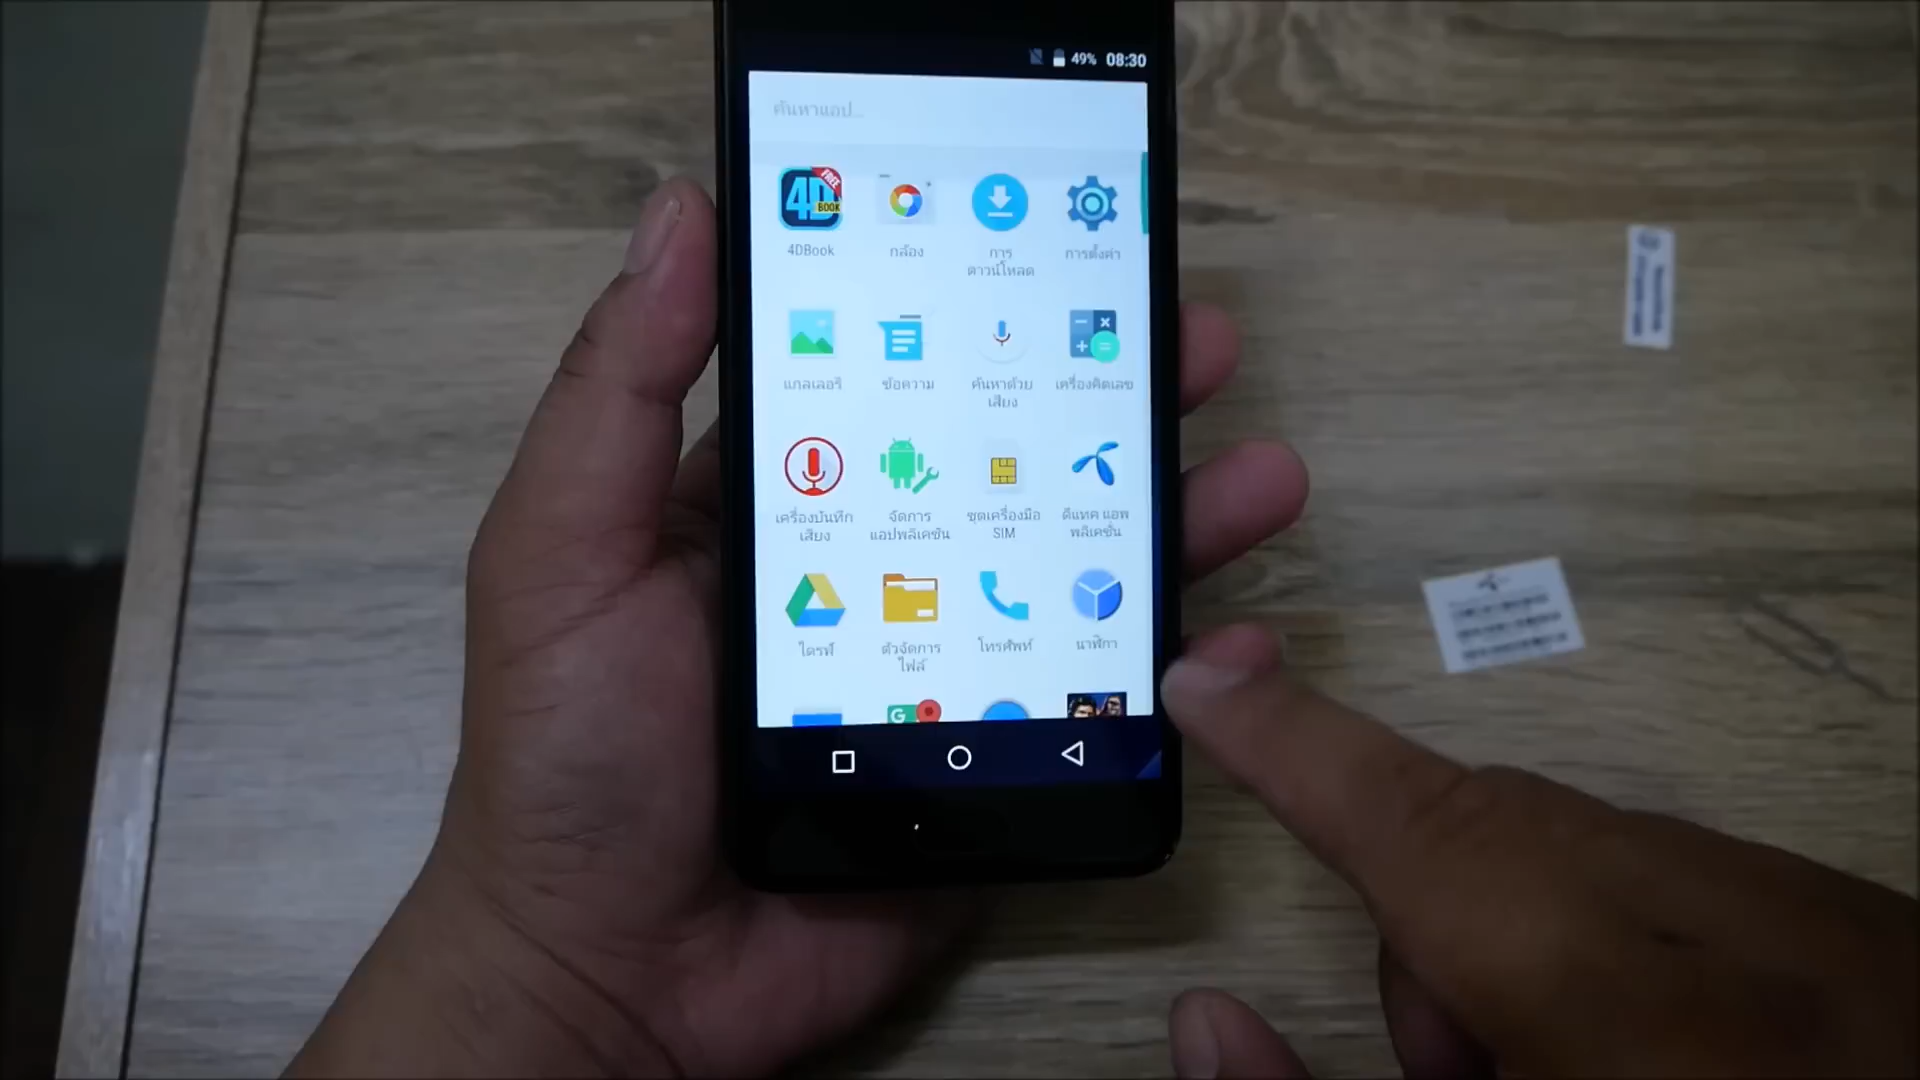 49% 08:30
ค้นหาแอป...
FREE
4D
BOOK
4DBook
กล้อง
การ
ดาวน์โหลด
การตั้งค่า
แกลเลอรี
ข้อความ
ค้นหาด้วย
เสียง
เครื่องคิดเลข
เครื่องบันทึก
เสียง
จัดการ
แอปพลิเคชัน
ชุดเครื่องมือ
SIM
ดีแทค แอพ
พลิเคชั่น
ไดรฟ์
ตัวจัดการ
ไฟล์
โทรศัพท์
นาฬิกา
G